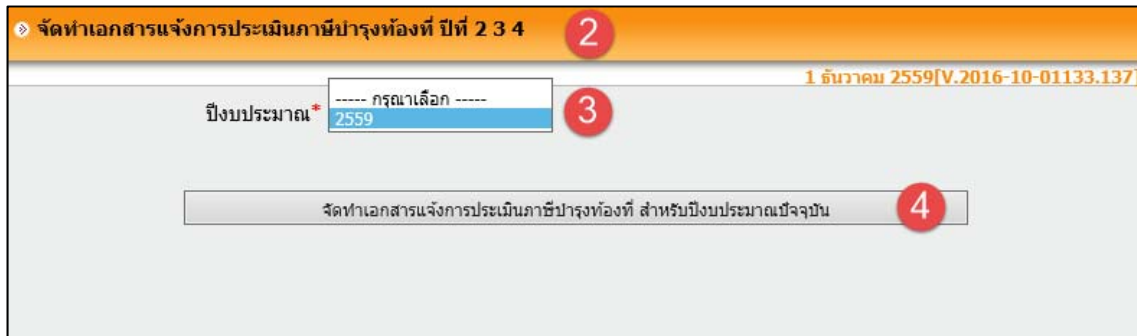 จัดทำเอกสารแจ้งการประเมินภาษีบำรุงท้องที่ ปีที่ 2 3 4
2
1 ธันวาคม 2559[V.2016-10-01133.137]
ปีงบประมาณ*
----- กรุณาเลือก -----
2559
3
จัดทำเอกสารแจ้งการประเมินภาษีบำรุงท้องที่ สำหรับปีงบประมาณปัจจุบัน
4